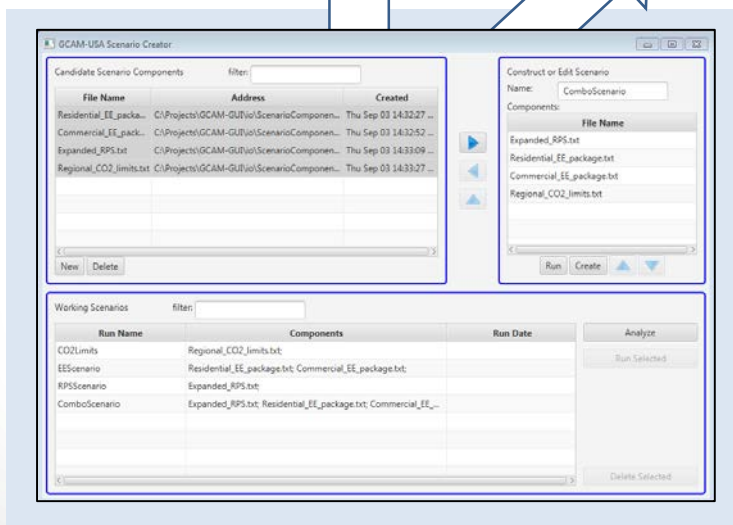 GCAM-USA Scenario Creator
Candidate Scenario Components filter:
File Name Address Created
Residential_EE_packa... C:\Projects\GCAM-GUI\io\ScenarioComponen... Thu Sep 03 14:32:27 ...
Commercial_EE_pack... C:\Projects\GCAM-GUI\io\ScenarioComponen... Thu Sep 03 14:32:52 ...
Expanded_RPS.txt C:\Projects\GCAM-GUI\io\ScenarioComponen... Thu Sep 03 14:33:09 ...
Regional_CO2_limits.txt C:\Projects\GCAM-GUI\io\ScenarioComponen... Thu Sep 03 14:33:27 ...
New Delete
Construct or Edit Scenario
Name: ComboScenario
Components:
File Name
Expanded_RPS.txt
Residential_EE_package.txt
Commercial_EE_package.txt
Regional_CO2_limits.txt
Run Create
Working Scenarios filter:
Run Name Components Run Date
CO2Limits Regional_CO2_limits.txt;
EEScenario Residential_EE_package.txt; Commercial_EE_package.txt;
RPSScenario Expanded_RPS.txt;
ComboScenario Expanded_RPS.txt; Residential_EE_package.txt; Commercial_EE_...
Analyze
Run Selected
Delete Selected